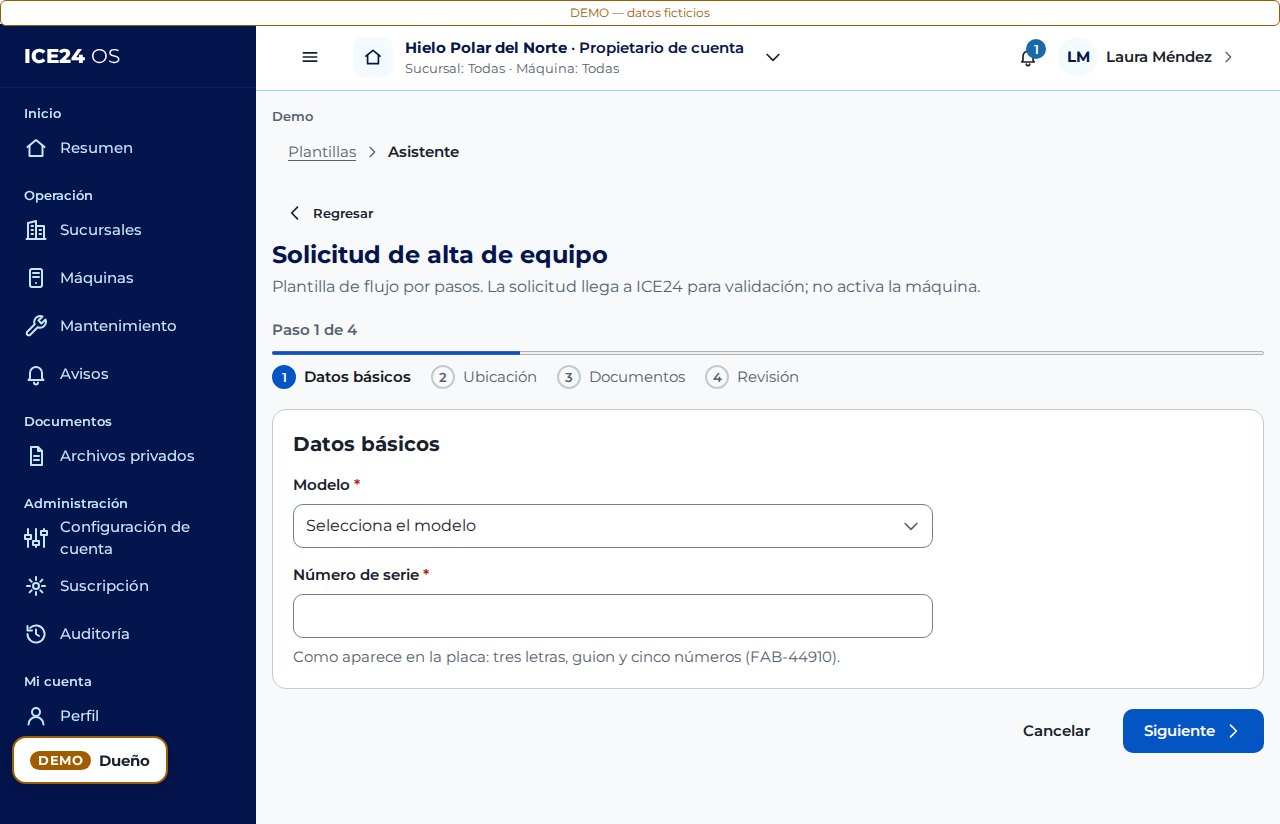 DEMO — datos ficticios
ICE24 OS
Inicio
Resumen
Operación
Sucursales
Máquinas
Mantenimiento
Avisos
Documentos
Archivos privados
Administración
Configuración de
cuenta
Suscripción
Auditoría
Mi cuenta
Perfil
DEMO Dueño
Hielo Polar del Norte · Propietario de cuenta
Sucursal: Todas · Máquina: Todas
1
LM Laura Méndez
Demo
Plantillas Asistente
Regresar
Solicitud de alta de equipo
Plantilla de flujo por pasos. La solicitud llega a ICE24 para validación; no activa la máquina.
Paso 1 de 4
1 Datos básicos 2 Ubicación 3 Documentos 4 Revisión
Datos básicos
Modelo *
Selecciona el modelo
Número de serie *
Como aparece en la placa: tres letras, guion y cinco números (FAB-44910).
Cancelar Siguiente